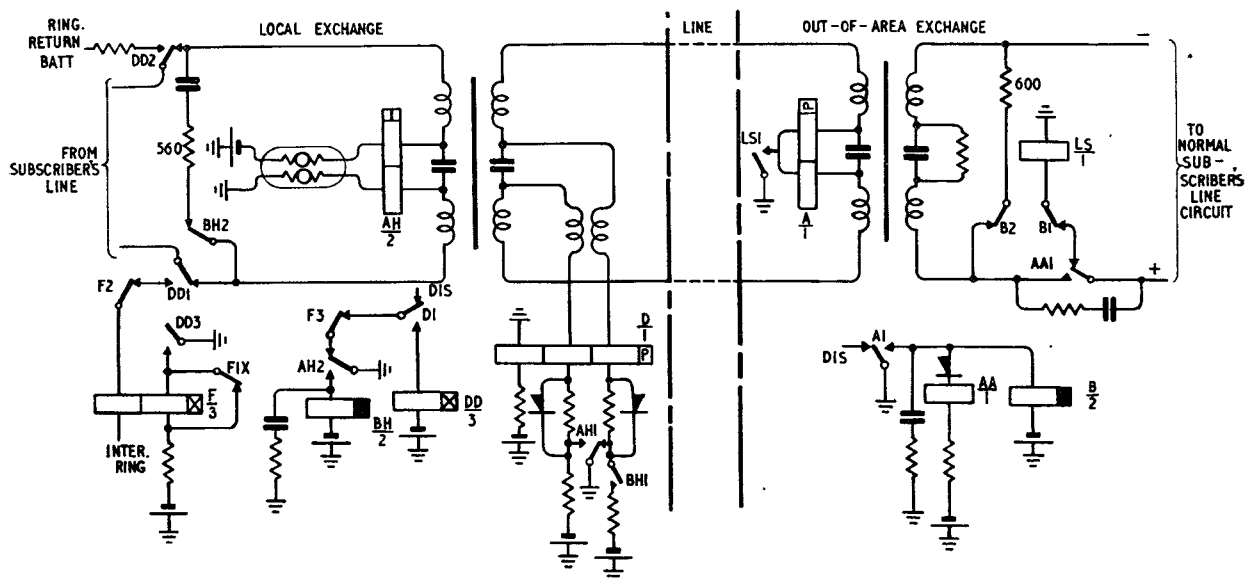 RING.
RETURN
BATT
DD2
LOCAL EXCHANGE
LINE
OUT-OF-AREA EXCHANGE
560
FROM
SUBSCRIBER'S
LINE
BH2
I
AH
2
LS1
P
A
1
600
LS
1
B2
B1
AA1
TO
NORMAL
SUB-
SCRIBER'S
LINE
CIRCUIT
F2
DD1
DD3
F1X
F
3
INTER.
RING
F3
DIS
D1
AH2
BH
2
DD
3
D
1
P
AH1
BH1
DIS
A1
AA
1
B
2
−
+